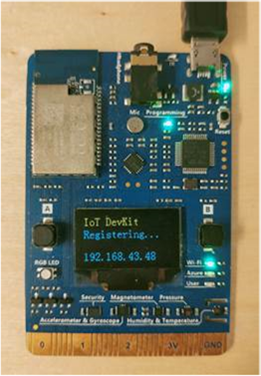 Headphone
Mic
Programming
Reset
A
B
IoT DevKit
Registering...
192.168.43.48
RGB LED
Wi-Fi
Azure
User
Security
Magnetometer
Pressure
Accelerometer & Gyroscope
Humidity & Temperature
0
1
2
3V
GND